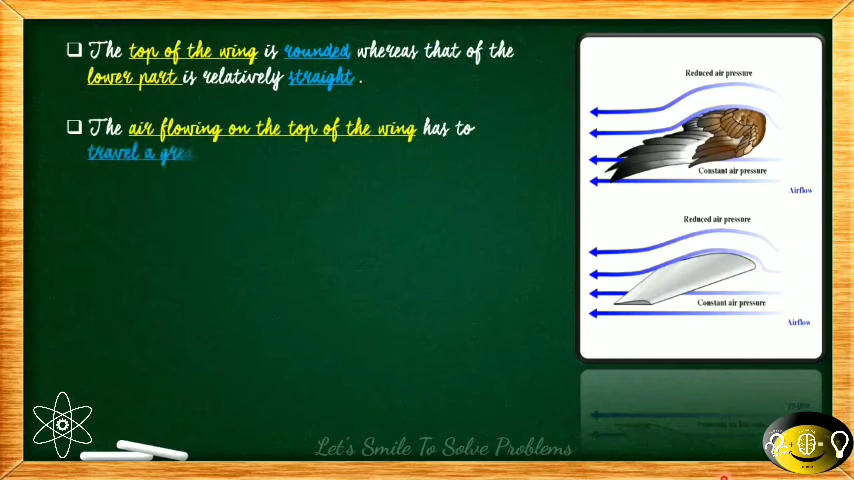 The top of the wing is rounded whereas that of the
lower part is relatively straight .
The air flowing on the top of the wing has to
travel a grea
Reduced air pressure
Constant air pressure
Airflow
Reduced air pressure
Constant air pressure
Airflow
Let's Smile To Solve Problems